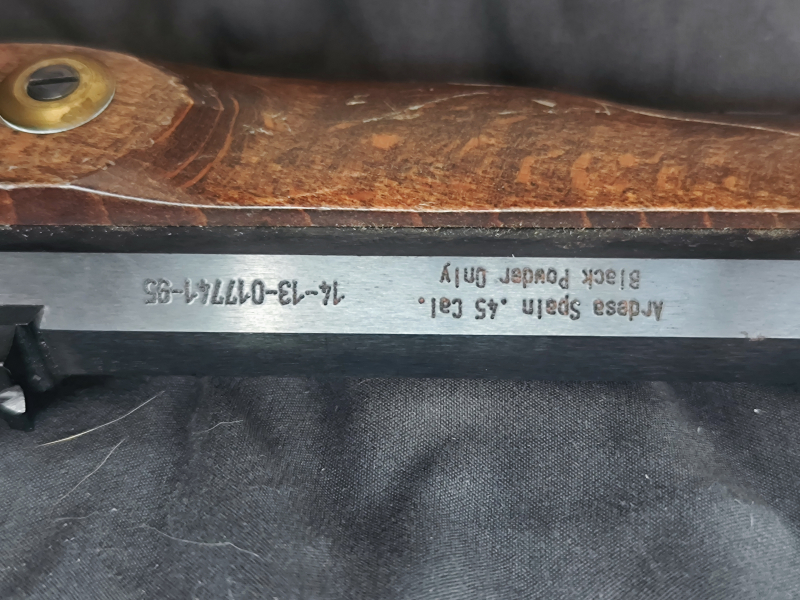 Ardesa Spain .45 Cal.
Black Powder Only
14-13-017741-95